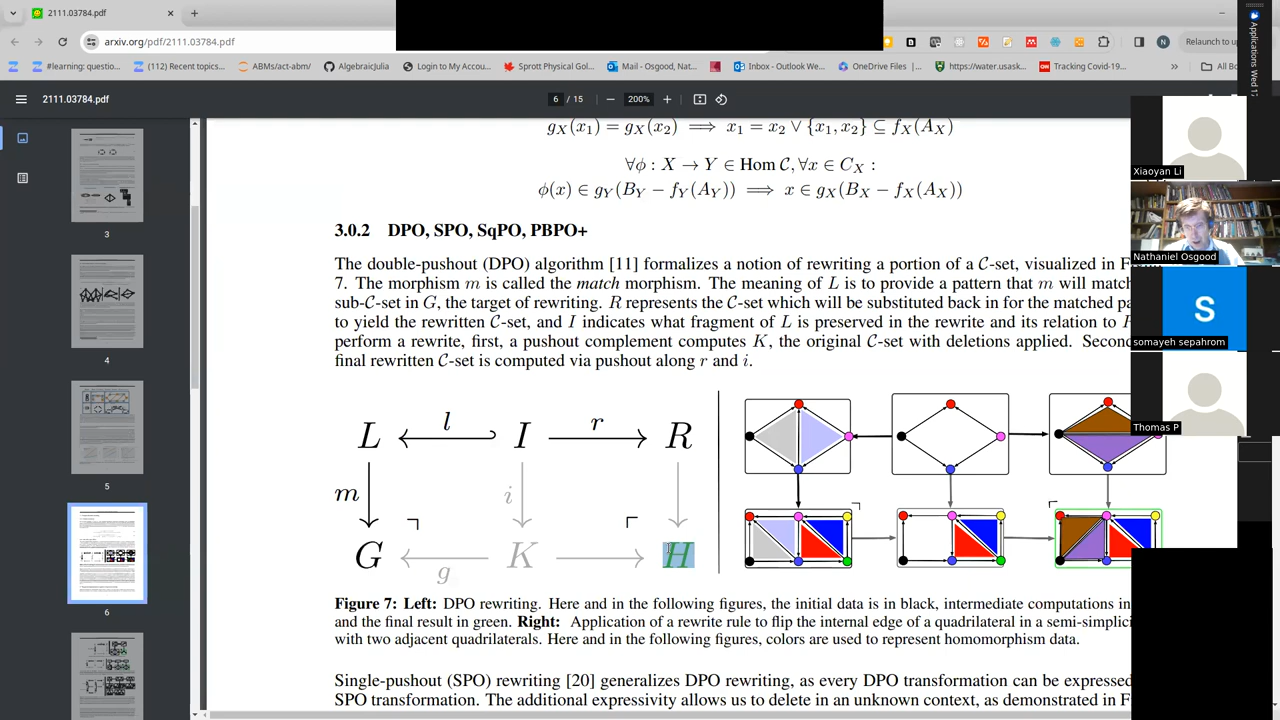 2111.03784.pdf
arxiv.org/pdf/2111.03784.pdf
Relaunch to up
#learning: questio...
(112) Recent topics...
ABMs/act-abm/
AlgebraicJulia
Login to My Accou...
Sprott Physical Gol...
Mail - Osgood, Nat...
Inbox - Outlook We...
OneDrive Files |...
https://water.usask...
Tracking Covid-19...
All Bo
Applications Wed 1
2111.03784.pdf
6 / 15
200%
3
4
5
6
g_X(x_1) = g_X(x_2) ⟹ x_1 = x_2 ∨ {x_1, x_2} ⊆ f_X(A_X)
∀φ : X → Y ∈ Hom C, ∀x ∈ C_X :
φ(x) ∈ g_Y(B_Y − f_Y(A_Y)) ⟹ x ∈ g_X(B_X − f_X(A_X))
3.0.2 DPO, SPO, SqPO, PBPO+
The double-pushout (DPO) algorithm [11] formalizes a notion of rewriting a portion of a C-set, visualized in F
7. The morphism m is called the match morphism. The meaning of L is to provide a pattern that m will match
sub-C-set in G, the target of rewriting. R represents the C-set which will be substituted back in for the matched pa
to yield the rewritten C-set, and I indicates what fragment of L is preserved in the rewrite and its relation to
perform a rewrite, first, a pushout complement computes K, the original C-set with deletions applied. Second
final rewritten C-set is computed via pushout along r and i.
L l I r R
m i
G g K H
Figure 7: Left: DPO rewriting. Here and in the following figures, the initial data is in black, intermediate computations in
and the final result in green. Right: Application of a rewrite rule to flip the internal edge of a quadrilateral in a semi-simplici
with two adjacent quadrilaterals. Here and in the following figures, colors are used to represent homomorphism data.
Single-pushout (SPO) rewriting [20] generalizes DPO rewriting, as every DPO transformation can be expressed
SPO transformation. The additional expressivity allows us to delete in an unknown context, as demonstrated in F
Xiaoyan Li
Nathaniel Osgood
S
somayeh sepahrom
Thomas P